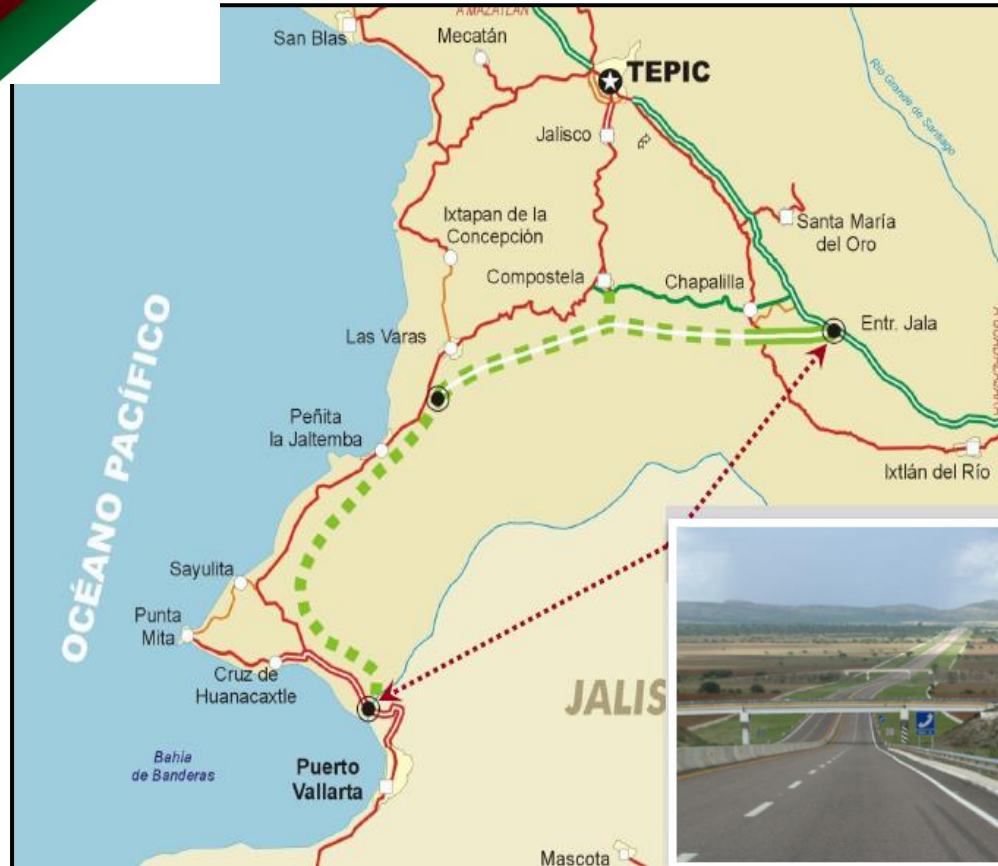 A MAZATLÁN
San Blas
Mecatán
TEPIC
Río Grande de Santiago
Jalisco
Ixtapan de la
Concepción
Santa María
del Oro
Compostela
Chapalilla
Entr. Jala
Las Varas
OCÉANO PACÍFICO
Peñita
la Jaltemba
Ixtlán del Río
Sayulita
Punta
Mita
Cruz de
Huanacaxtle
JALIS
Bahía
de Banderas
Puerto
Vallarta
Mascota